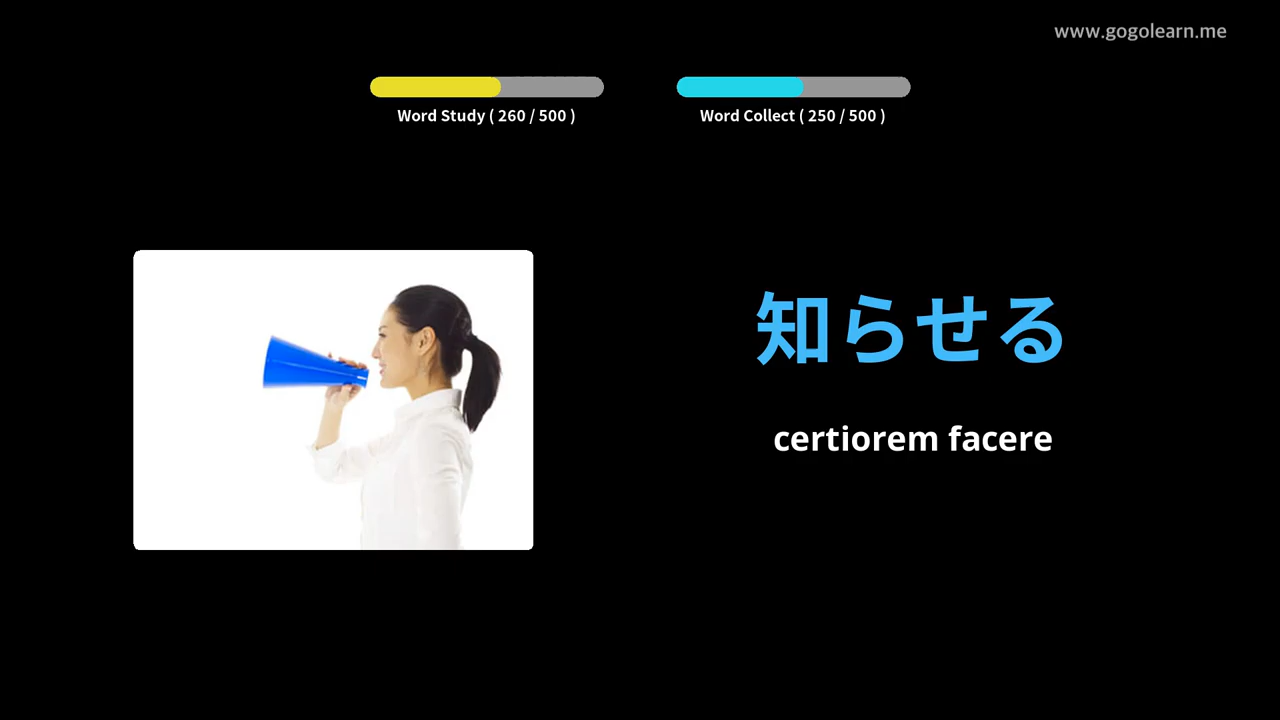 www.gogolearn.me
Word Study ( 260 / 500 )
Word Collect ( 250 / 500 )
知らせる
certiorem facere